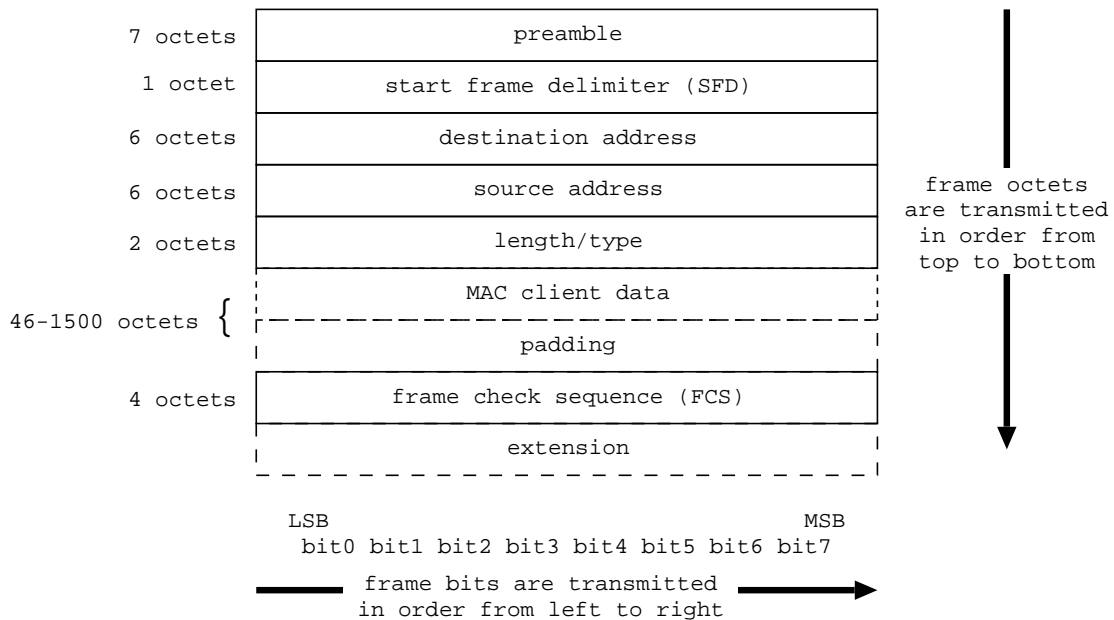 7 octets
preamble
1 octet
start frame delimiter (SFD)
6 octets
destination address
6 octets
source address
2 octets
length/type
46-1500 octets {
MAC client data
padding
4 octets
frame check sequence (FCS)
extension
frame octets
are transmitted
in order from
top to bottom
LSB MSB
bit0 bit1 bit2 bit3 bit4 bit5 bit6 bit7
frame bits are transmitted
in order from left to right